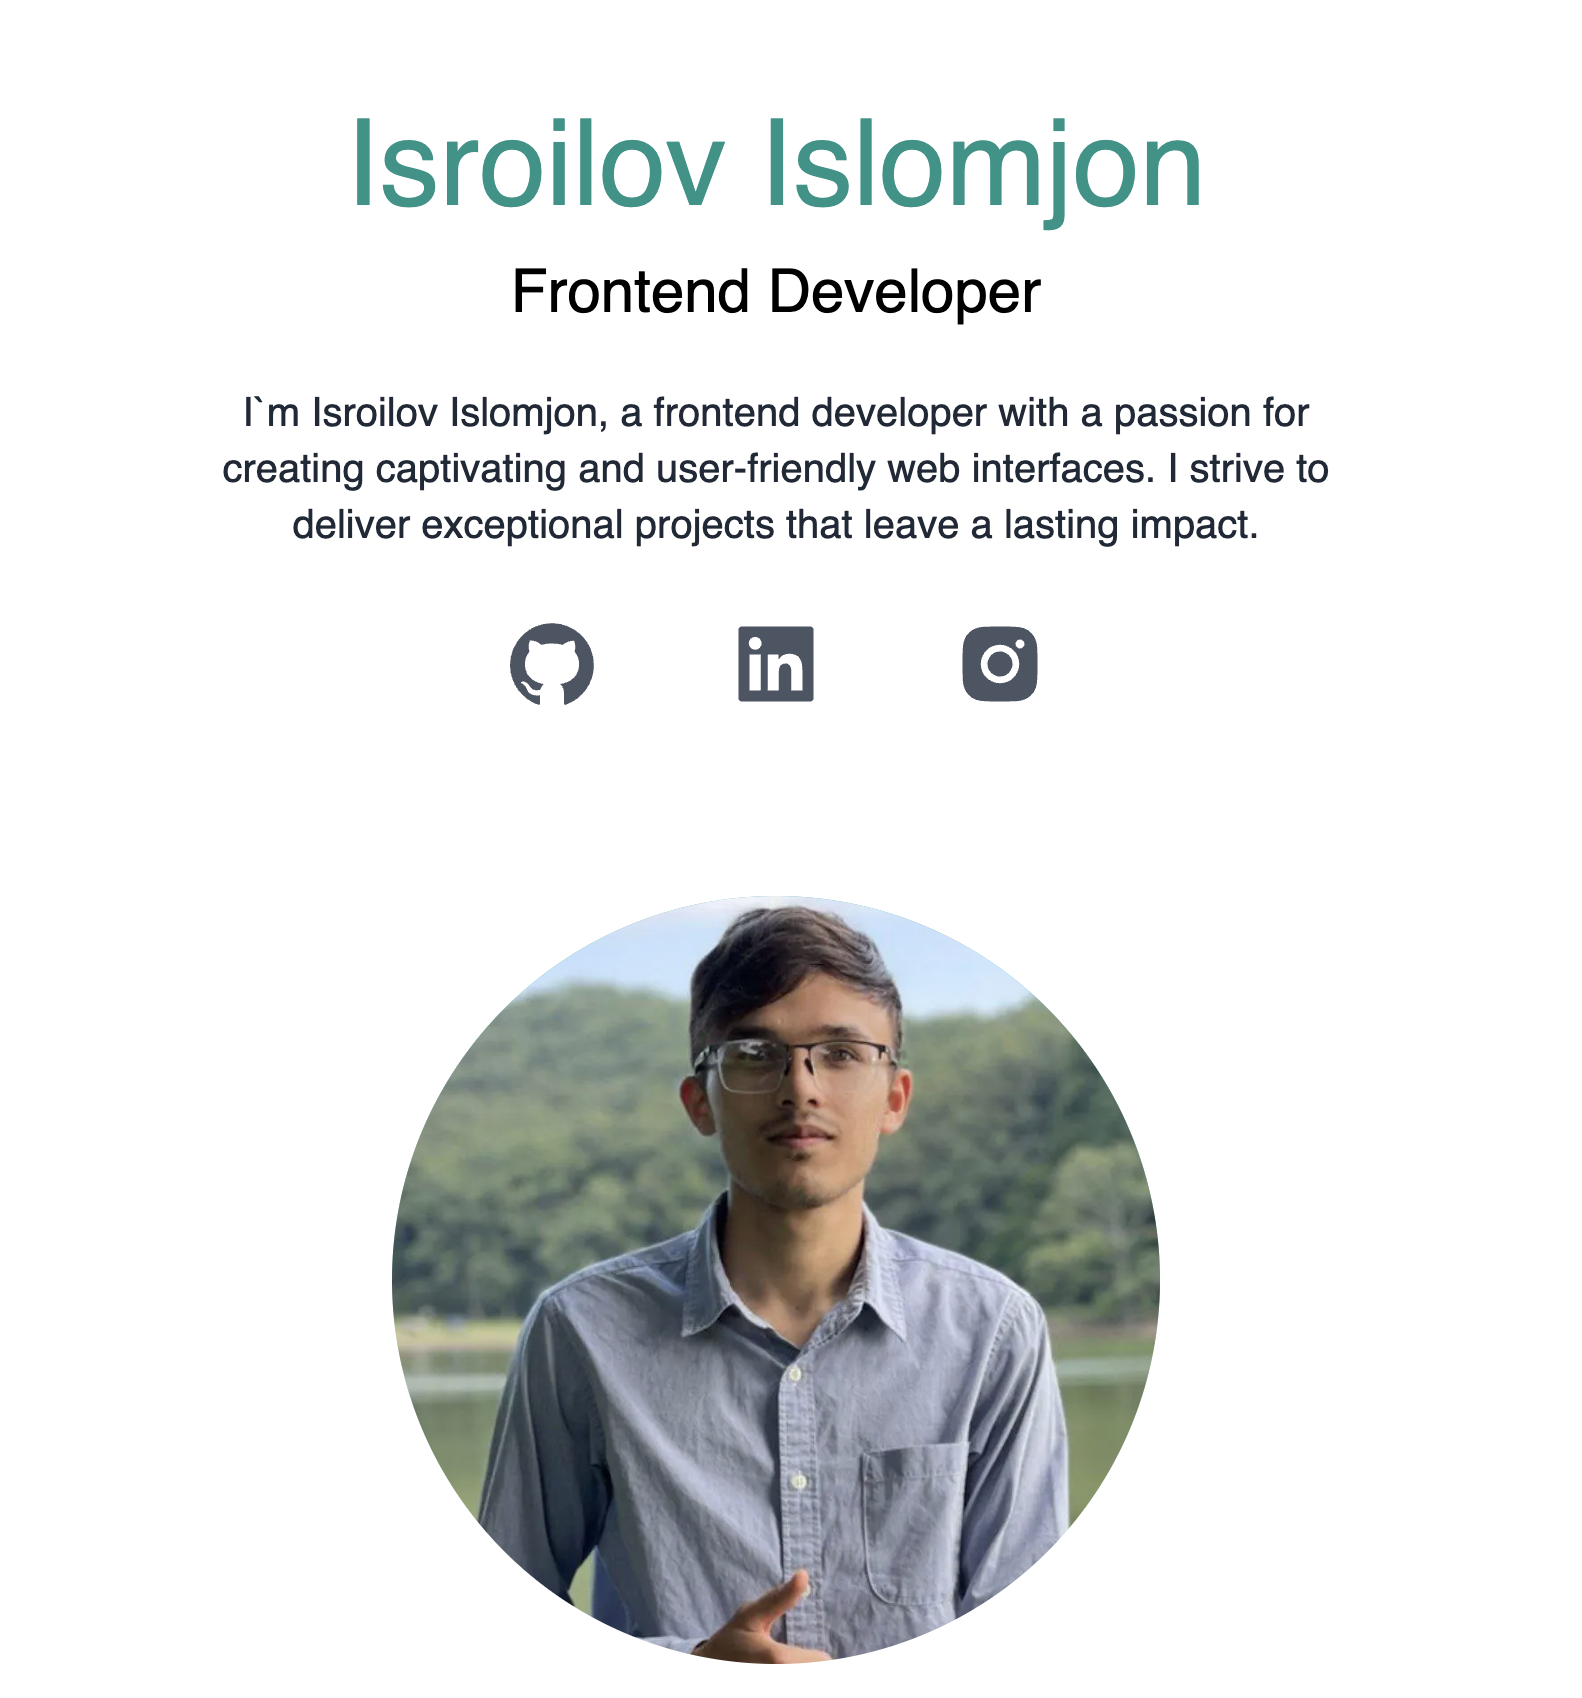 Isroilov Islomjon
Frontend Developer
I`m Isroilov Islomjon, a frontend developer with a passion for
creating captivating and user-friendly web interfaces. I strive to
deliver exceptional projects that leave a lasting impact.
in